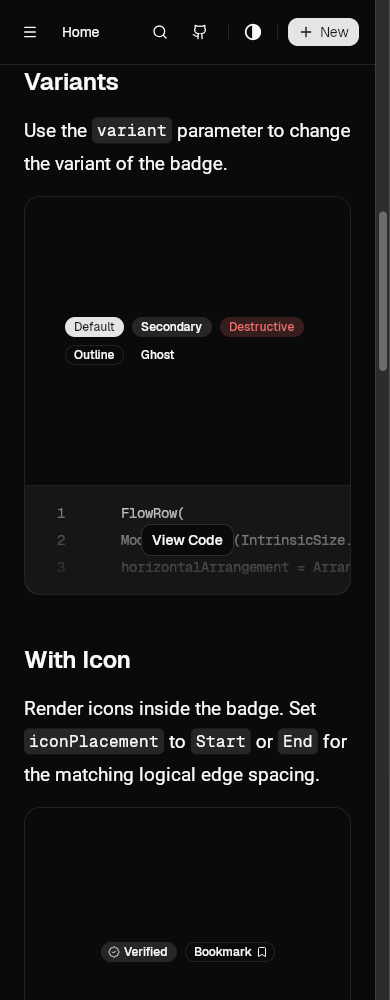 Home
New
Variants
Use the variant parameter to change
the variant of the badge.
Default Secondary Destructive
Outline Ghost
1 FlowRow(
2 (IntrinsicSize.
View Code
3 horizontalArrangement = Arran
With Icon
Render icons inside the badge. Set
iconPlacement to Start or End for
the matching logical edge spacing.
Verified Bookmark